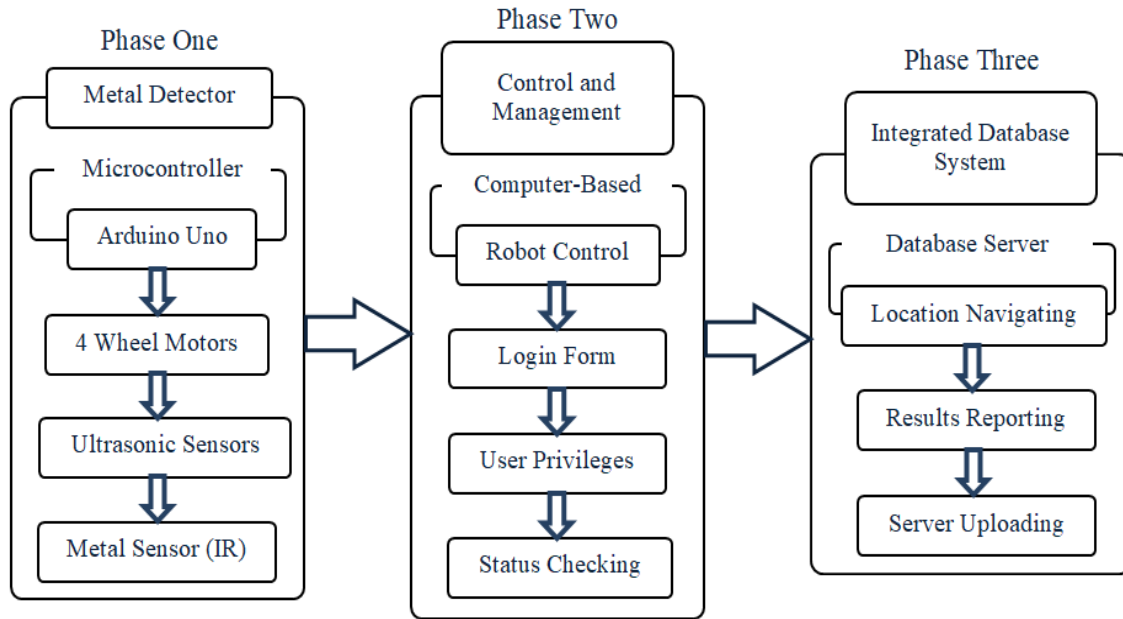 Phase One
Metal Detector
Microcontroller
Arduino Uno
4 Wheel Motors
Ultrasonic Sensors
Metal Sensor (IR)
Phase Two
Control and
Management
Computer-Based
Robot Control
Login Form
User Privileges
Status Checking
Phase Three
Integrated Database
System
Database Server
Location Navigating
Results Reporting
Server Uploading